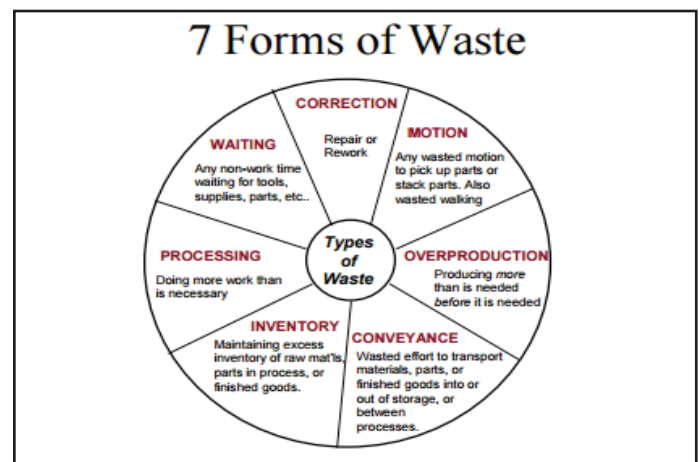 7 Forms of Waste
CORRECTION
Repair or
Rework
MOTION
Any wasted motion
to pick up parts or
stack parts. Also
wasted walking
OVERPRODUCTION
Producing more
than is needed
before it is needed
CONVEYANCE
Wasted effort to transport
materials, parts, or
finished goods into or
out of storage, or
between
processes.
INVENTORY
Maintaining excess
inventory of raw mat'ls,
parts in process, or
finished goods.
PROCESSING
Doing more work than
is necessary
WAITING
Any non-work time
waiting for tools,
supplies, parts, etc..
Types
of
Waste